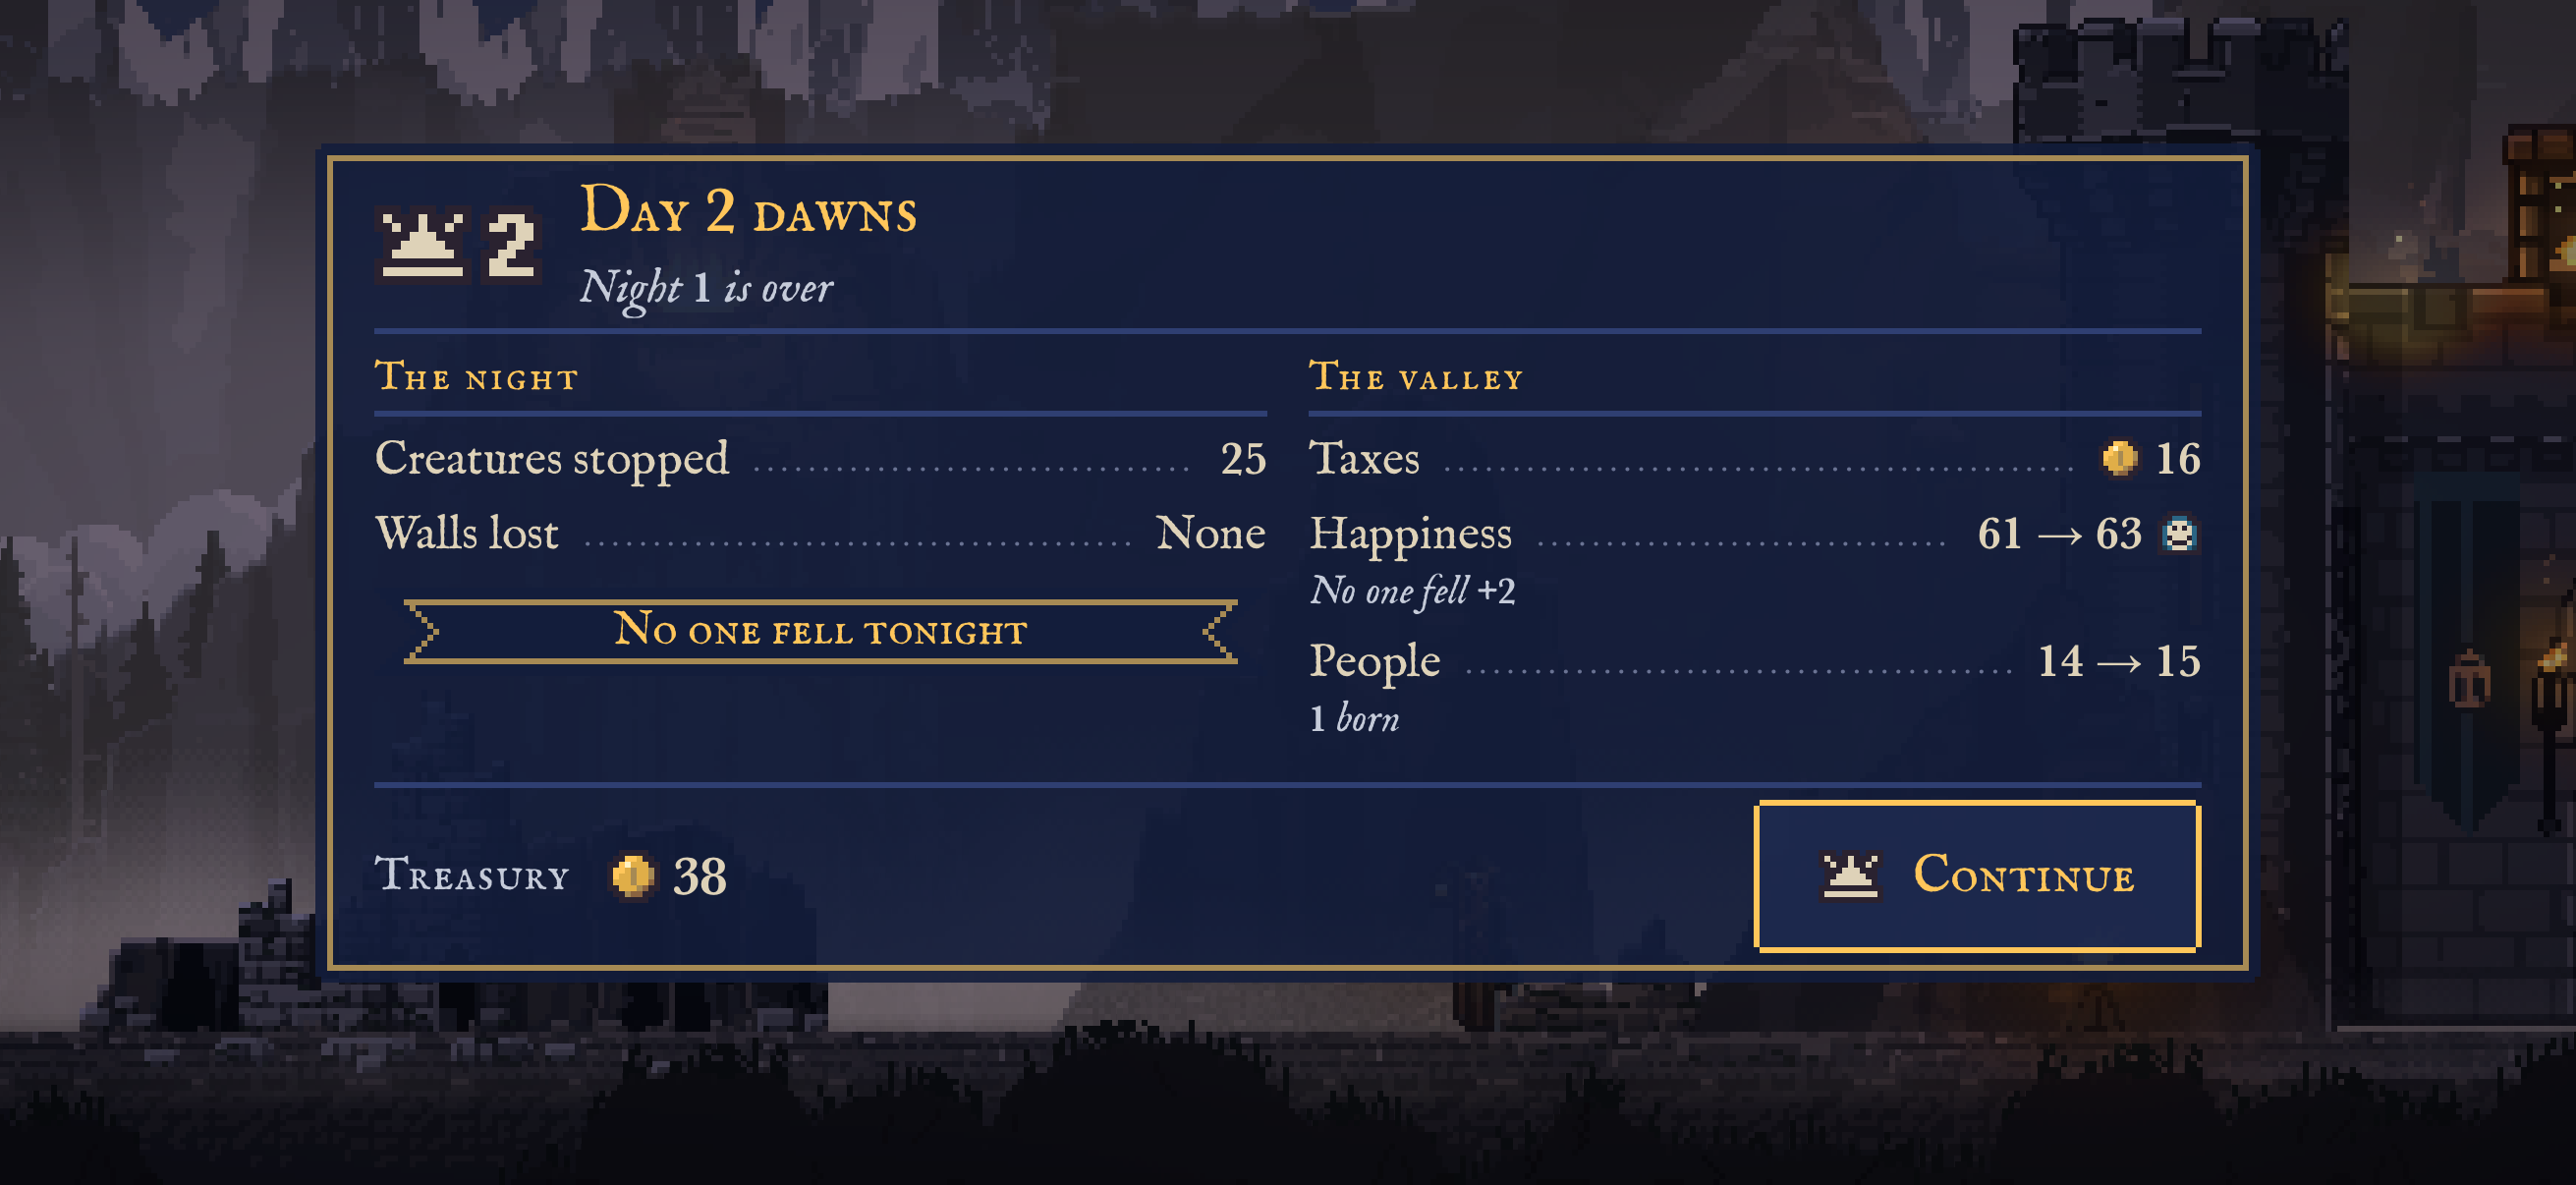 2
Day 2 dawns
Night 1 is over
The night
Creatures stopped 25
Walls lost None
No one fell tonight
The valley
Taxes 16
Happiness 61 → 63
No one fell +2
People 14 → 15
1 born
Treasury 38
Continue